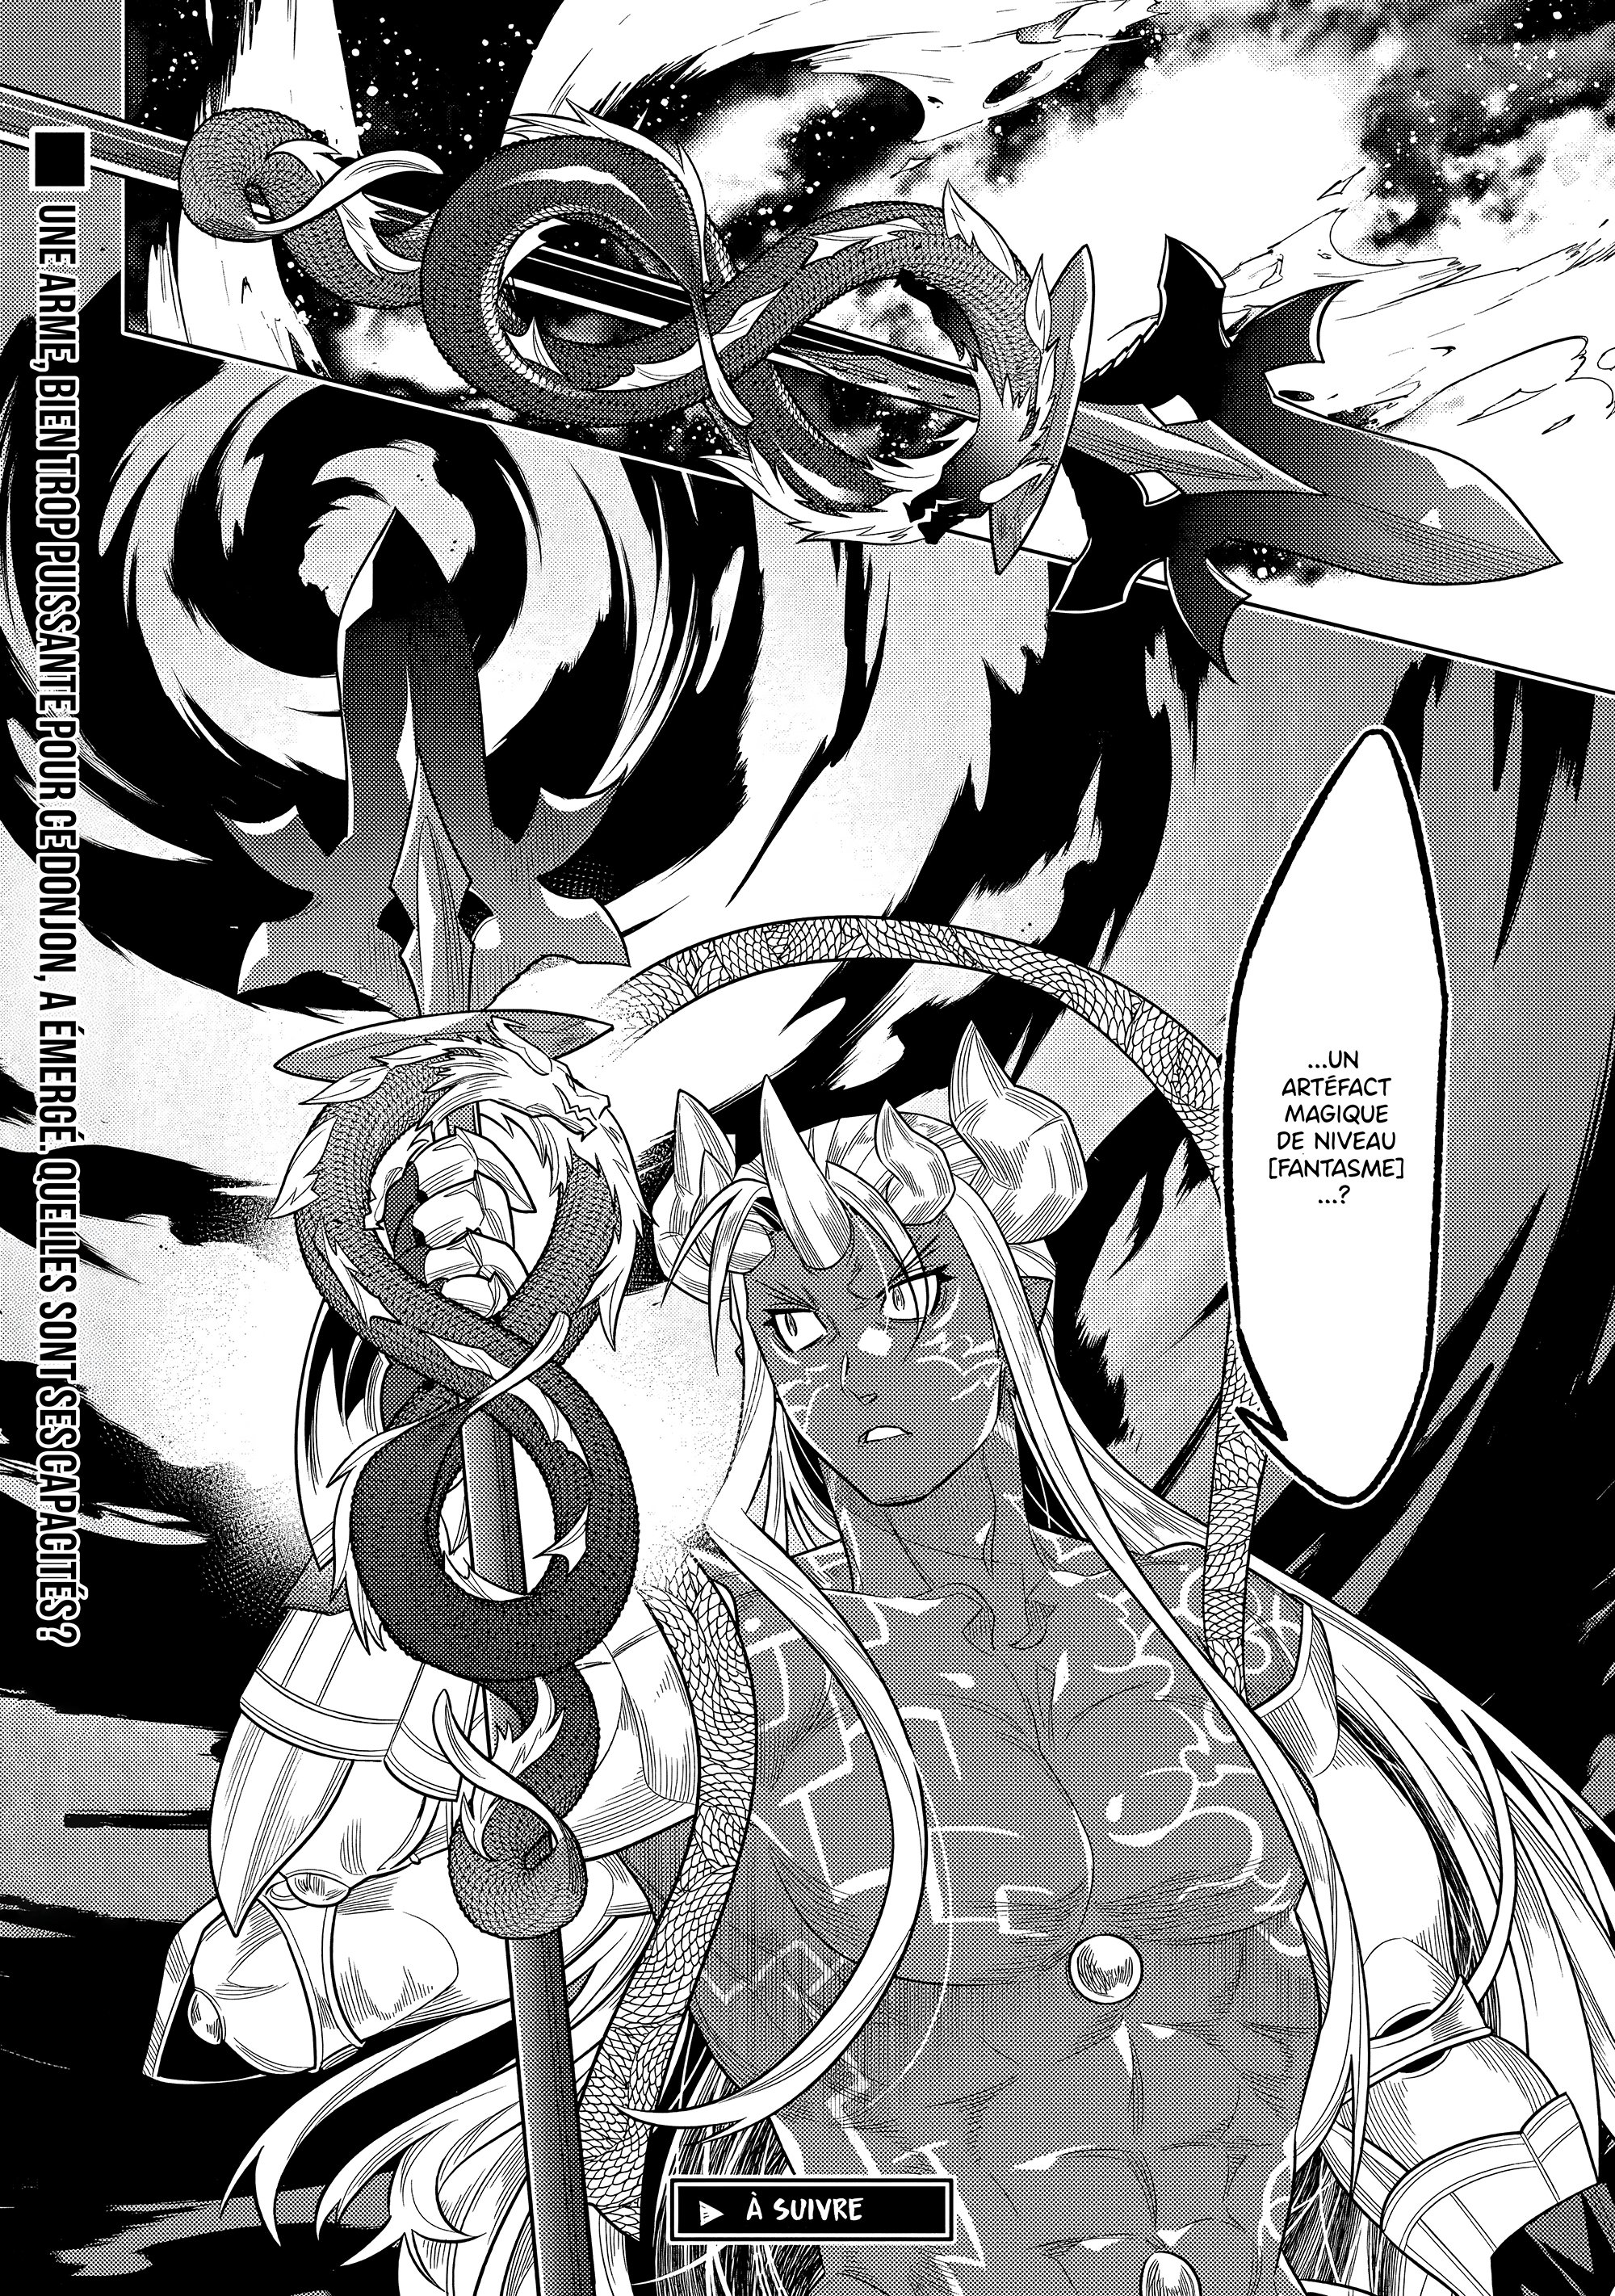 ■ UNE ARME, BIEN TROP PUISSANTE POUR CE DONJON, A ÉMERGÉ. QUELLES SONT SES CAPACITÉS ?
...UN
ARTÉFACT
MAGIQUE
DE NIVEAU
[FANTASME]
...?
À SUIVRE